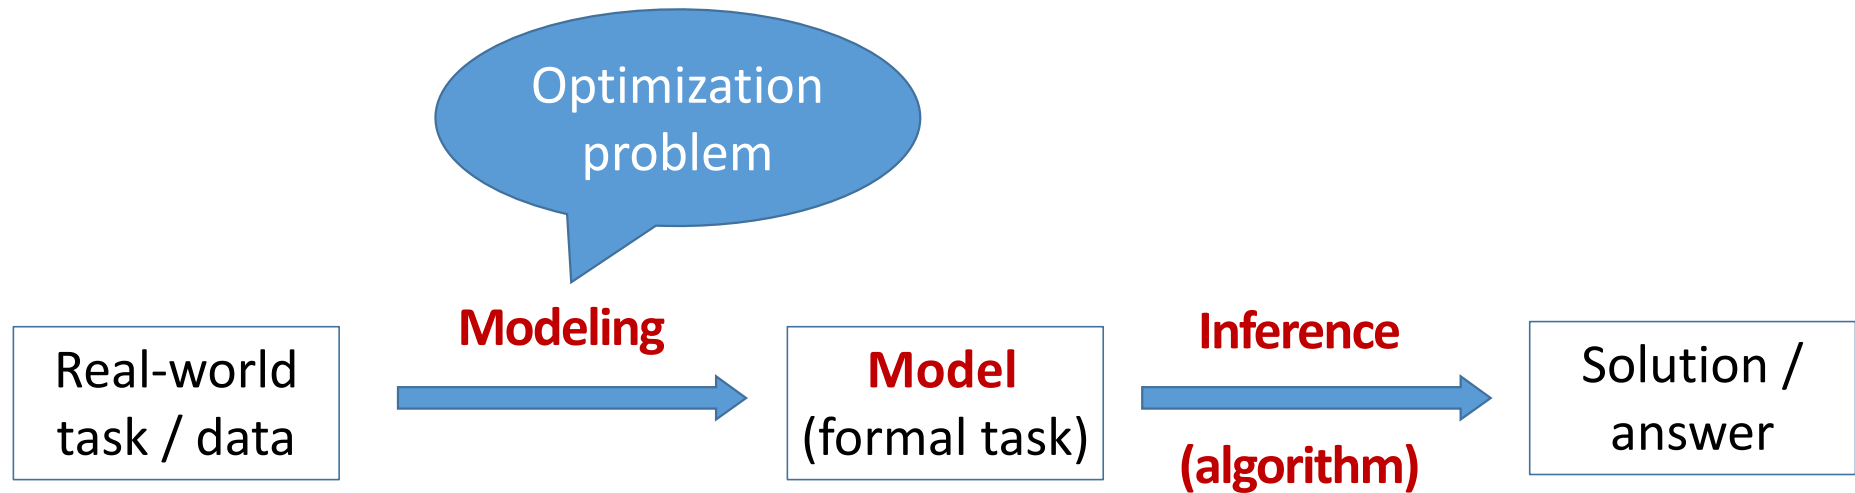 Optimization
problem
Real-world
task / data
Modeling
Model
(formal task)
Inference
(algorithm)
Solution /
answer